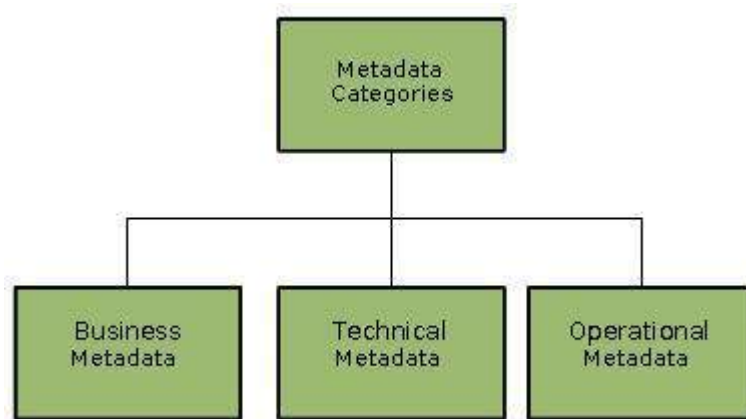 Metadata
Categories
Business
Metadata
Technical
Metadata
Operational
Metadata